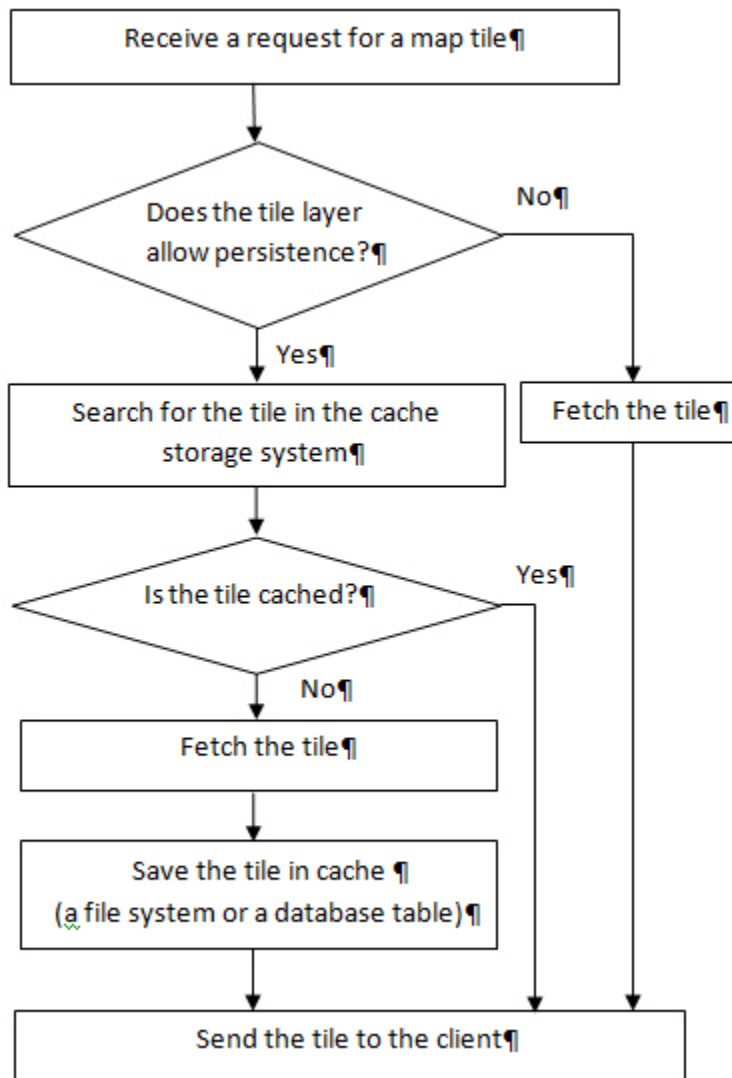 Receive a request for a map tile¶
Does the tile layer
allow persistence?¶
No¶
Yes¶
Search for the tile in the cache
storage system¶
Fetch the tile¶
Is the tile cached?¶
Yes¶
No¶
Fetch the tile¶
Save the tile in cache ¶
(a file system or a database table)¶
Send the tile to the client¶